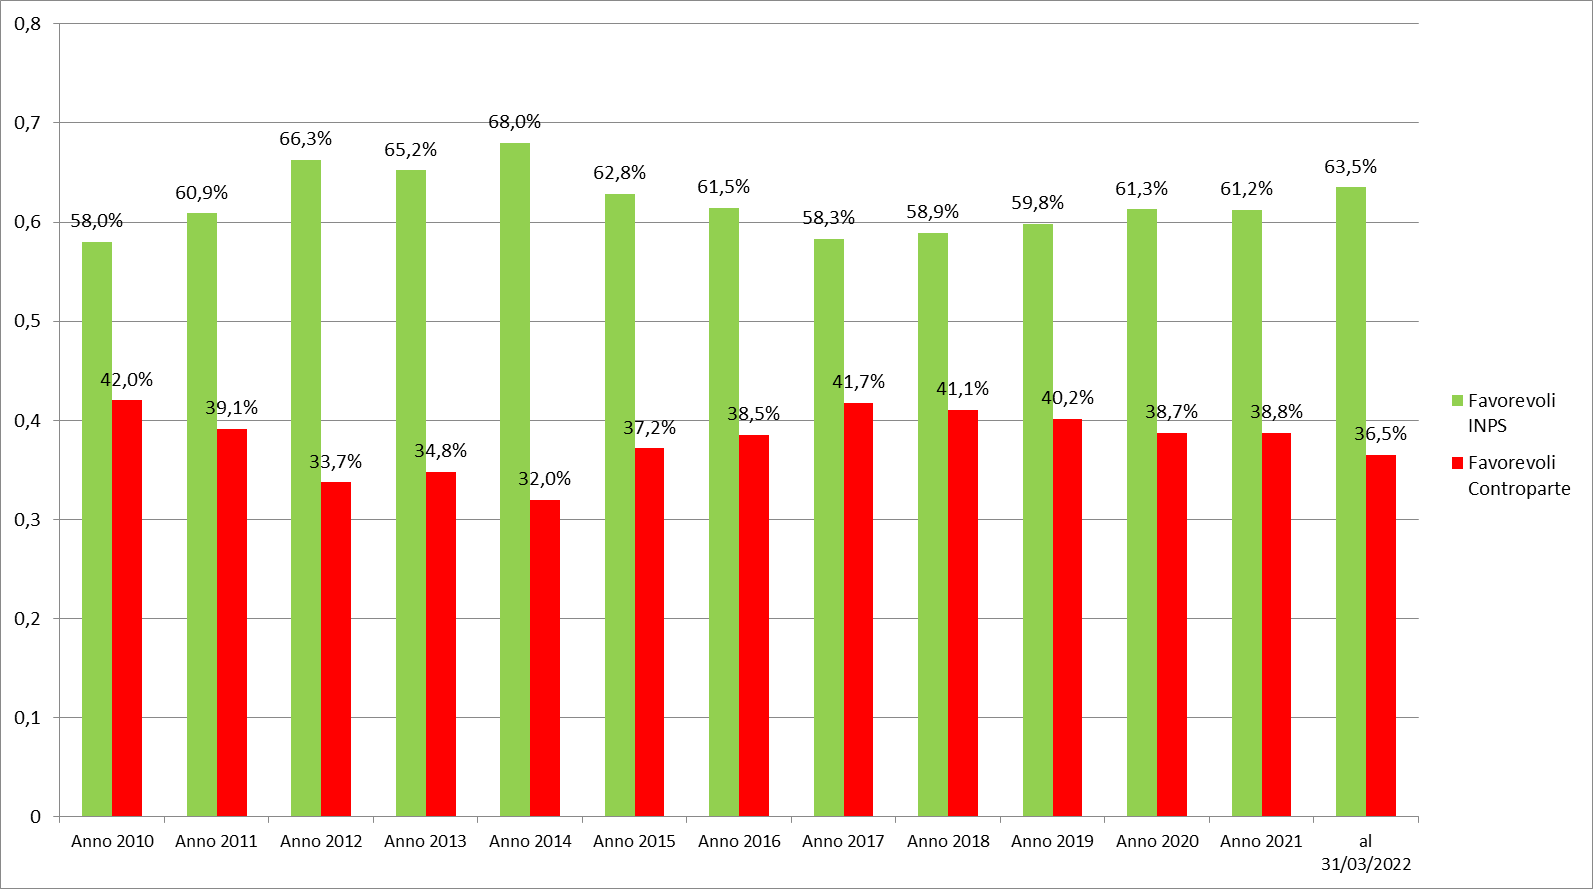 0,8
0,7
0,6
0,5
0,4
0,3
0,2
0,1
0
58,0%
60,9%
66,3%
65,2%
68,0%
62,8%
61,5%
58,3%
58,9%
59,8%
61,3%
61,2%
63,5%
42,0%
39,1%
33,7%
34,8%
32,0%
37,2%
38,5%
41,7%
41,1%
40,2%
38,7%
38,8%
36,5%
Anno 2010
Anno 2011
Anno 2012
Anno 2013
Anno 2014
Anno 2015
Anno 2016
Anno 2017
Anno 2018
Anno 2019
Anno 2020
Anno 2021
al
31/03/2022
Favorevoli
INPS
Favorevoli
Controparte